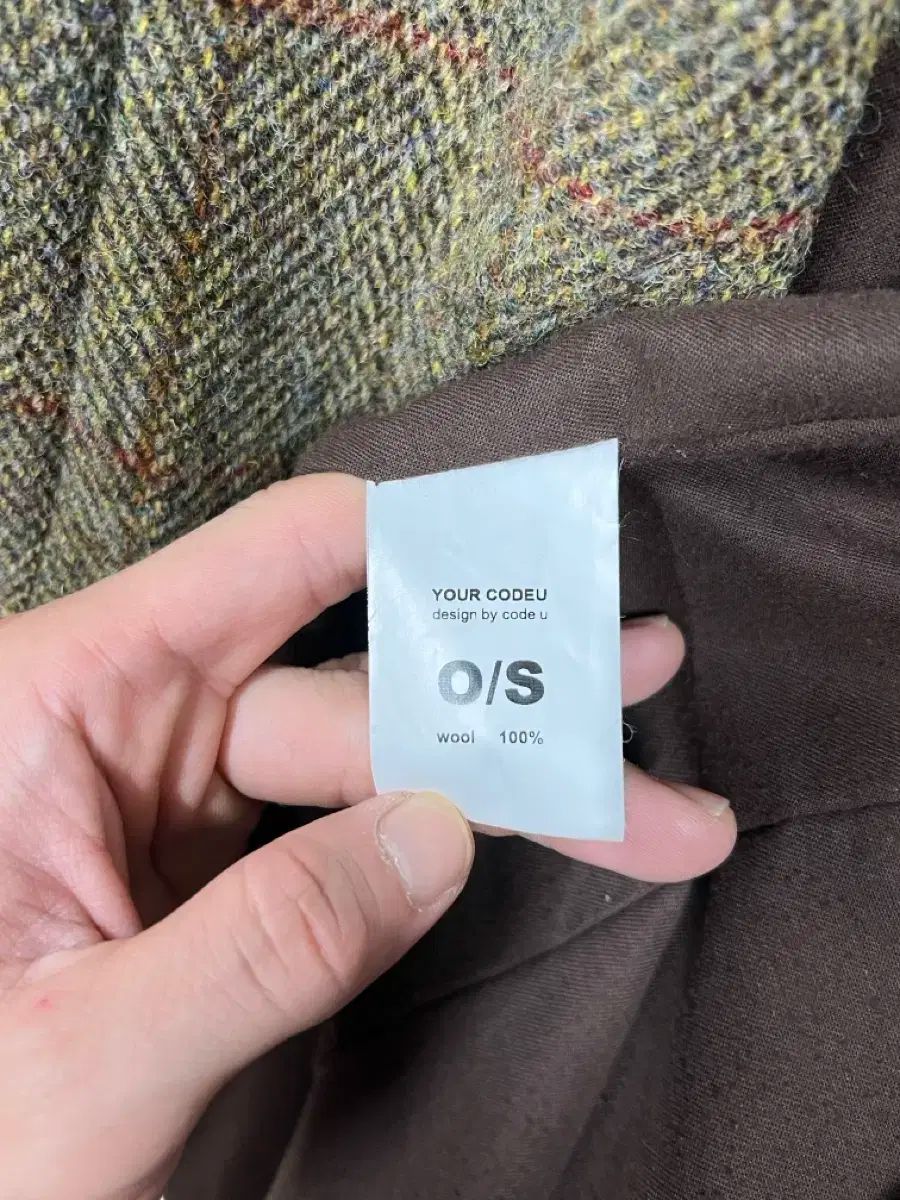 YOUR CODEU
design by code u
O/S
wool 100%